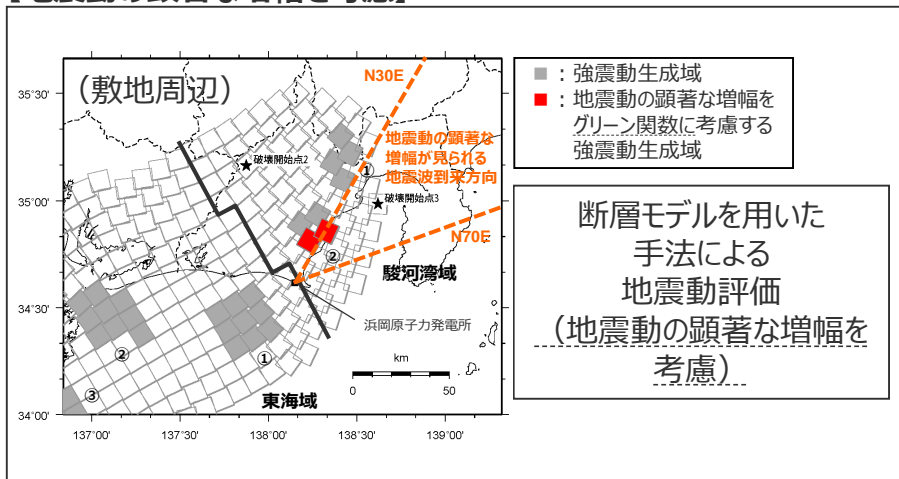 （敷地周辺）
N30E
地震動の顕著な
増幅が見られる
地震波到来方向
N70E
破壊開始点2
破壊開始点3
①
②
駿河湾域
浜岡原子力発電所
②
①
③
東海域
km
0 50
35°30'
35°00'
34°30'
34°00'
137°00' 137°30' 138°00' 138°30' 139°00'
：強震動生成域
：地震動の顕著な増幅を
グリーン関数に考慮する
強震動生成域
断層モデルを用いた
手法による
地震動評価
（地震動の顕著な増幅を
考慮）